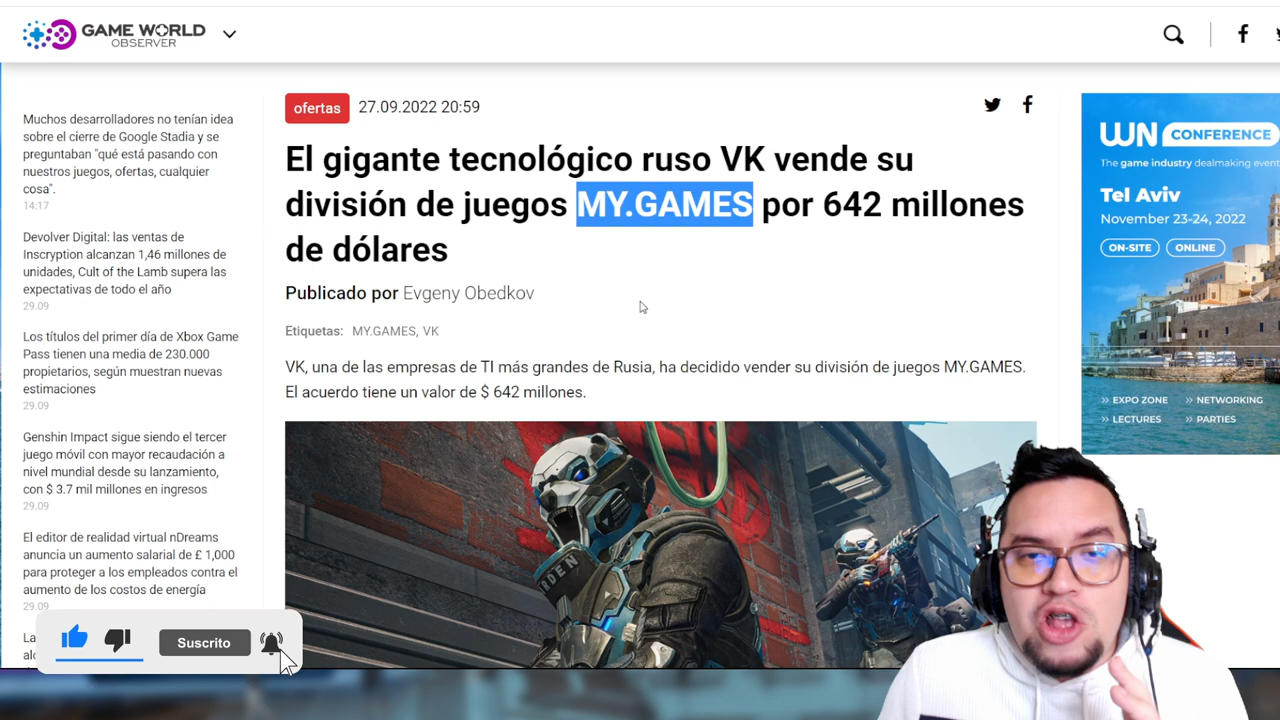 GAME WORLD
OBSERVER
Muchos desarrolladores no tenían idea
sobre el cierre de Google Stadia y se
preguntaban "qué está pasando con
nuestros juegos, ofertas, cualquier
cosa".
14:17
Devolver Digital: las ventas de
Inscryption alcanzan 1,46 millones de
unidades, Cult of the Lamb supera las
expectativas de todo el año
29.09
Los títulos del primer día de Xbox Game
Pass tienen una media de 230.000
propietarios, según muestran nuevas
estimaciones
29.09
Genshin Impact sigue siendo el tercer
juego móvil con mayor recaudación a
nivel mundial desde su lanzamiento,
con $ 3.7 mil millones en ingresos
29.09
El editor de realidad virtual nDreams
anuncia un aumento salarial de £ 1,000
para proteger a los empleados contra el
aumento de los costos de energía
29.09
Suscrito
ofertas 27.09.2022 20:59
El gigante tecnológico ruso VK vende su
división de juegos MY.GAMES por 642 millones
de dólares
Publicado por Evgeny Obedkov
Etiquetas: MY.GAMES, VK
VK, una de las empresas de TI más grandes de Rusia, ha decidido vender su división de juegos MY.GAMES.
El acuerdo tiene un valor de $ 642 millones.
WN CONFERENCE
The game industry dealmaking event
Tel Aviv
November 23-24, 2022
ON-SITE ONLINE
>> EXPO ZONE >> NETWORKING
>> LECTURES >> PARTIES